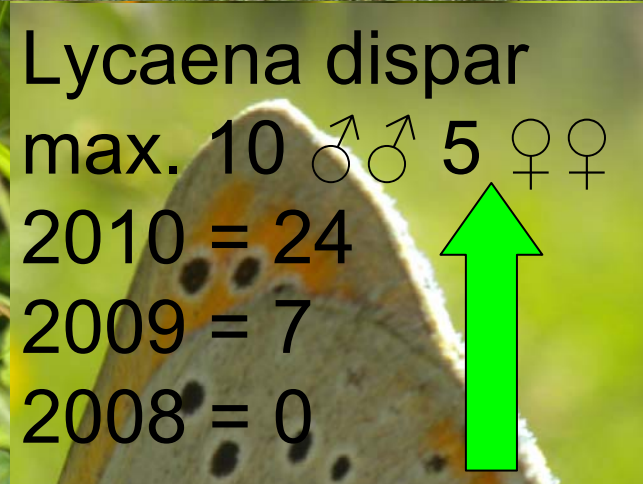 Lycaena dispar
max. 10 ♂♂ 5 ♀♀
2010 = 24
2009 = 7
2008 = 0